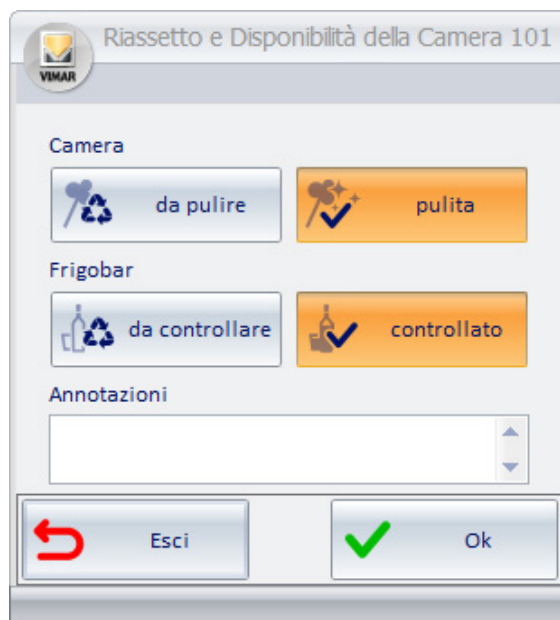 Riassetto e Disponibilità della Camera 101
VIMAR
Camera
da pulire
pulita
Frigobar
da controllare
controllato
Annotazioni
Esci
Ok